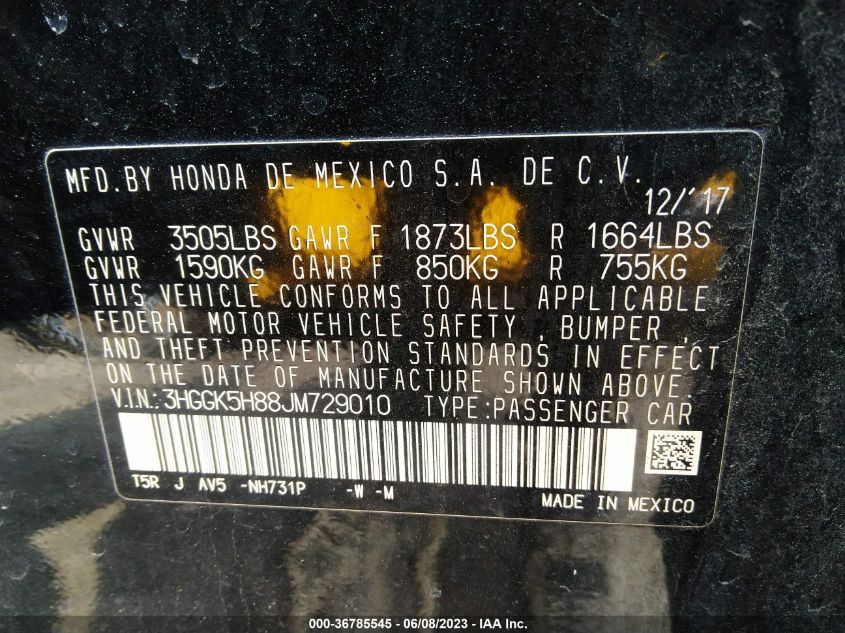 MFD.BY HONDA DE MEXICO S.A. DE C.V.
12/'17
GVWR 3505LBS GAWR F 1873LBS R 1664LBS
GVWR 1590KG GAWR F 850KG R 755KG
THIS VEHICLE CONFORMS TO ALL APPLICABLE
FEDERAL MOTOR VEHICLE SAFETY , BUMPER ,
AND THEFT PREVENTION STANDARDS IN EFFECT
ON THE DATE OF MANUFACTURE SHOWN ABOVE.
V.I.N.:3HGGK5H88JM729010 TYPE:PASSENGER CAR
T5R J AV5 -NH731P -W -M
MADE IN MEXICO
000-36785545 - 06/08/2023 - IAA Inc.